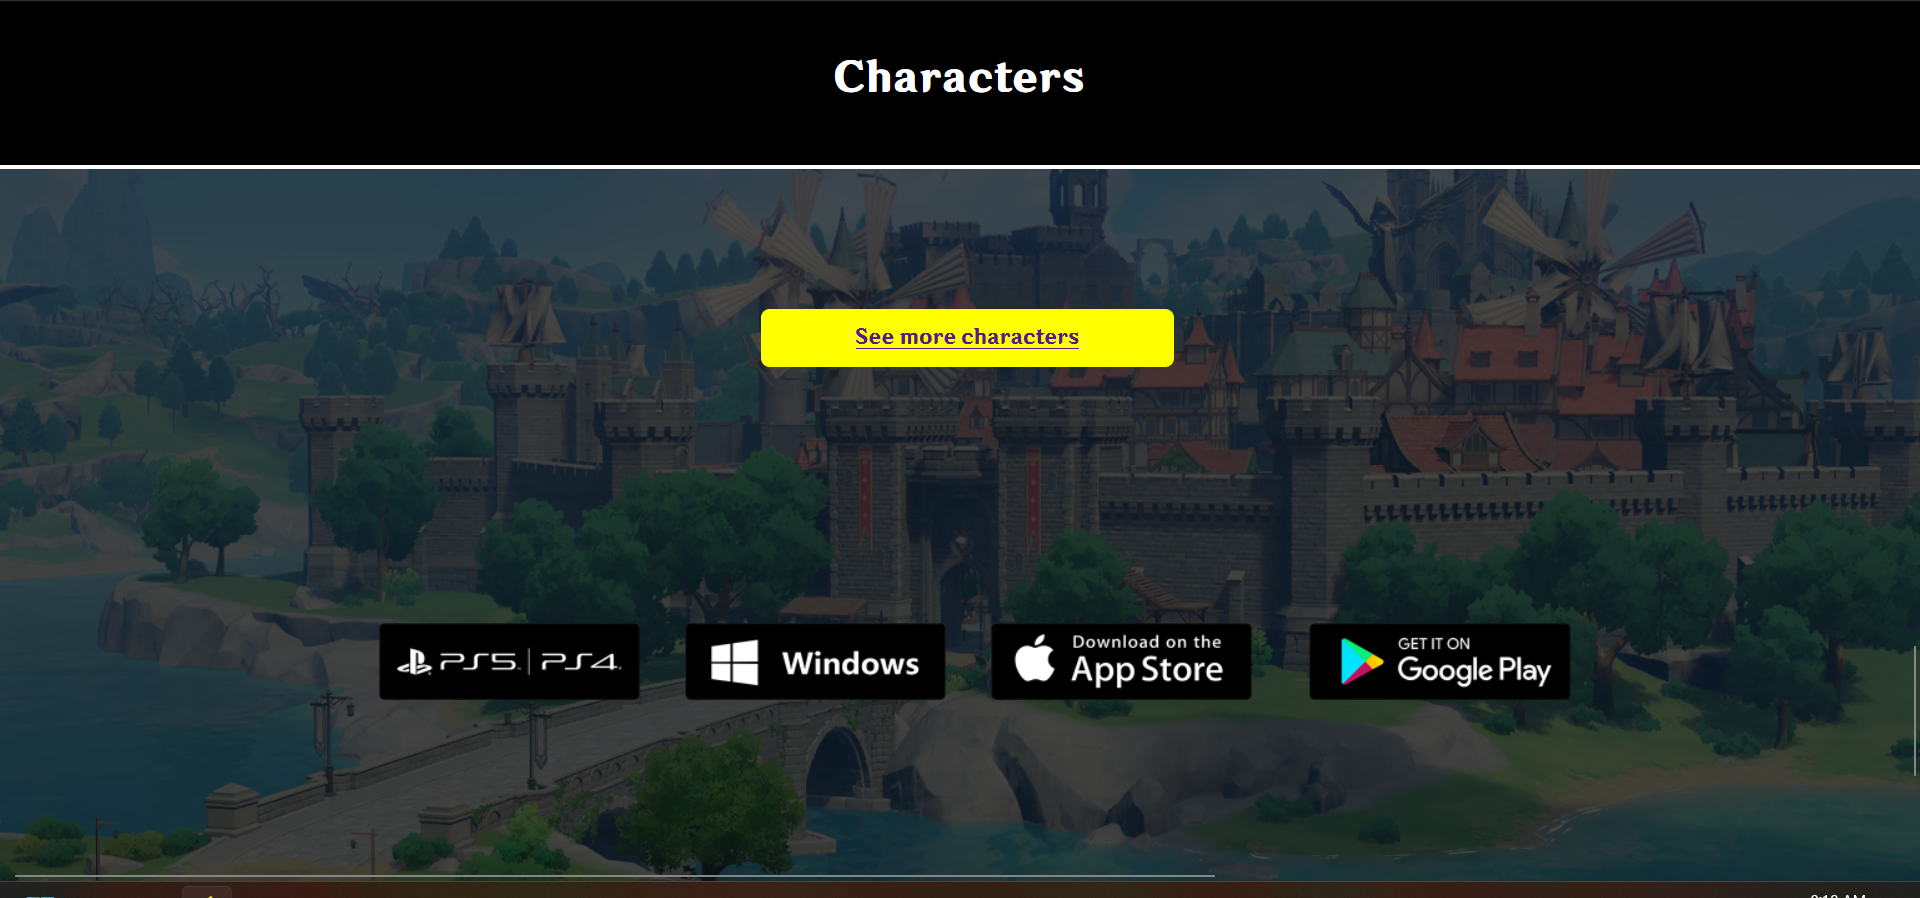 Characters
See more characters
PS5 | PS4
Windows
Download on the
App Store
GET IT ON
Google Play